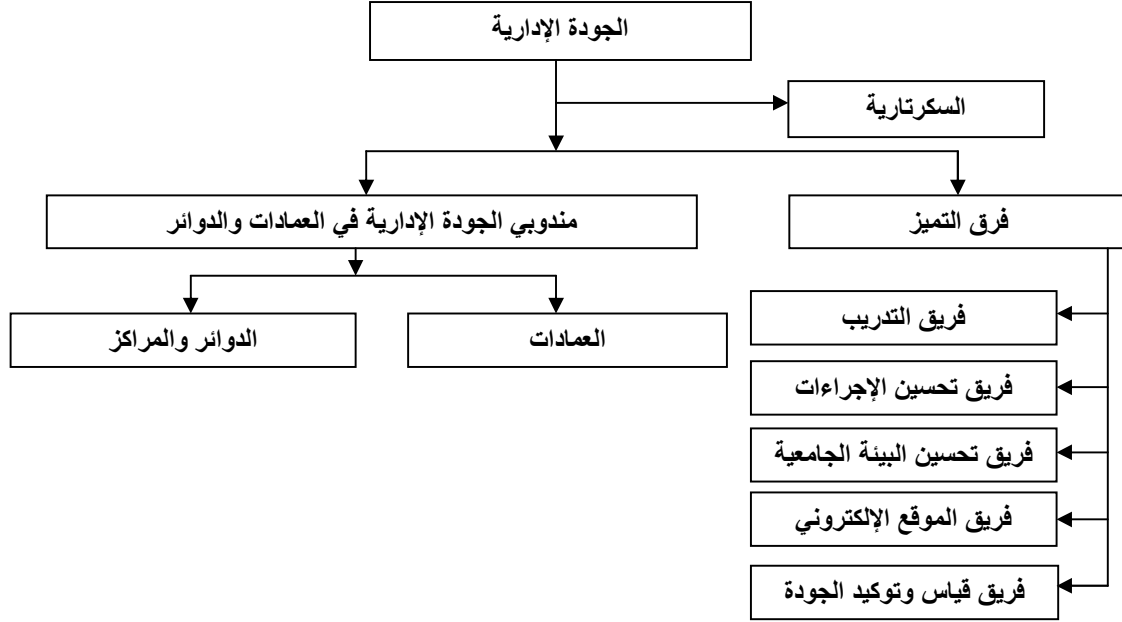 الجودة الإدارية
السكرتارية
فرق التميز
مندوبي الجودة الإدارية في العمادات والدوائر
العمادات
الدوائر والمراكز
فريق التدريب
فريق تحسين الإجراءات
فريق تحسين البيئة الجامعية
فريق الموقع الإلكتروني
فريق قياس وتوكيد الجودة